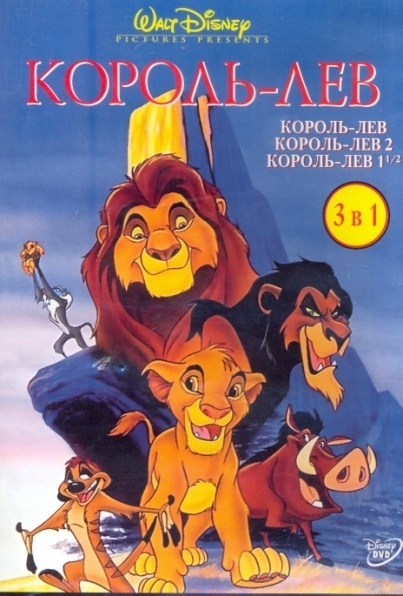 WALT DISNEY
PICTURES PRESENTS
КОРОЛЬ-ЛЕВ
КОРОЛЬ-ЛЕВ
КОРОЛЬ-ЛЕВ 2
КОРОЛЬ-ЛЕВ 1 1/2
3 в 1
Disney
DVD